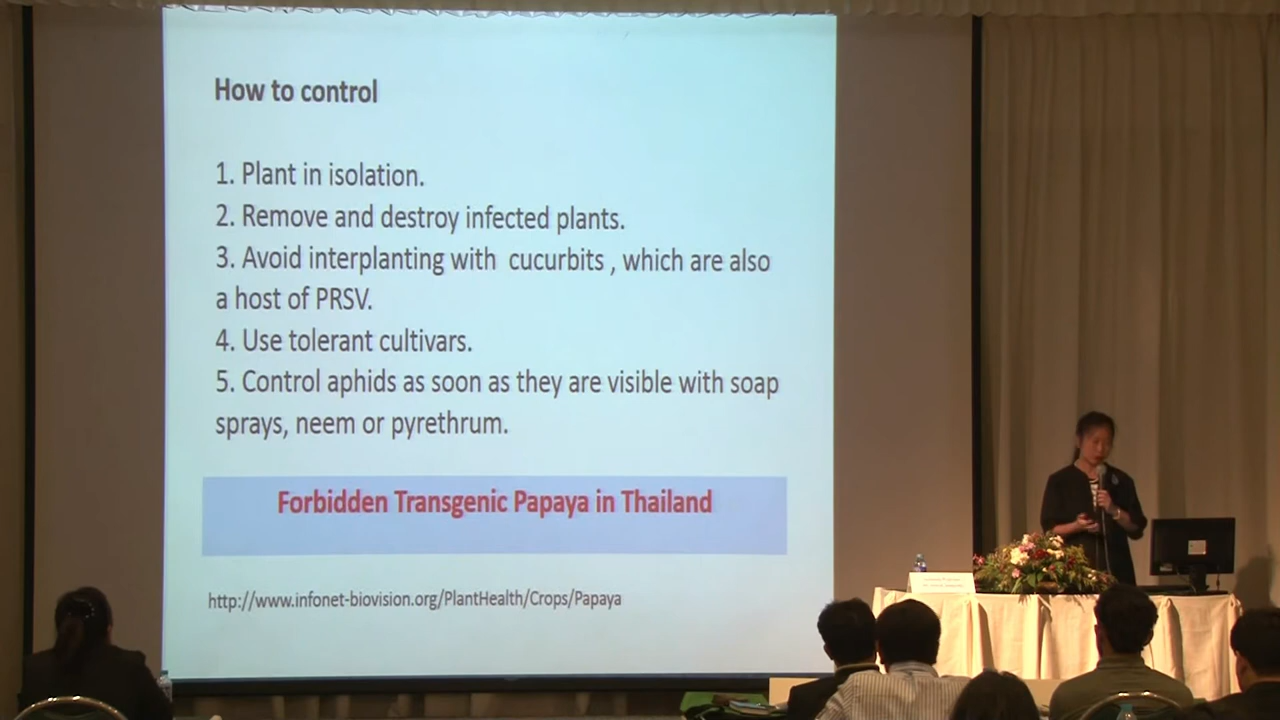 How to control
1. Plant in isolation.
2. Remove and destroy infected plants.
3. Avoid interplanting with cucurbits , which are also
a host of PRSV.
4. Use tolerant cultivars.
5. Control aphids as soon as they are visible with soap
sprays, neem or pyrethrum.
Forbidden Transgenic Papaya in Thailand
http://www.infonet-biovision.org/PlantHealth/Crops/Papaya